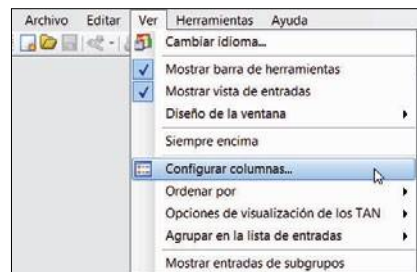 Archivo Editar Ver Herramientas Ayuda
Cambiar idioma...
Mostrar barra de herramientas
Mostrar vista de entradas
Diseño de la ventana
Siempre encima
Configurar columnas...
Ordenar por
Opciones de visualización de los TAN
Agrupar en la lista de entradas
Mostrar entradas de subgrupos